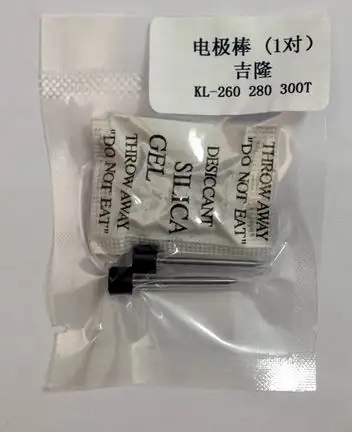 电极棒 (1对)
吉隆
KL-260 280 300T
THROW AWAY
"DO NOT EAT"
DESICCANT
SILICA
GEL
THROW AWAY
"DO NOT EAT"